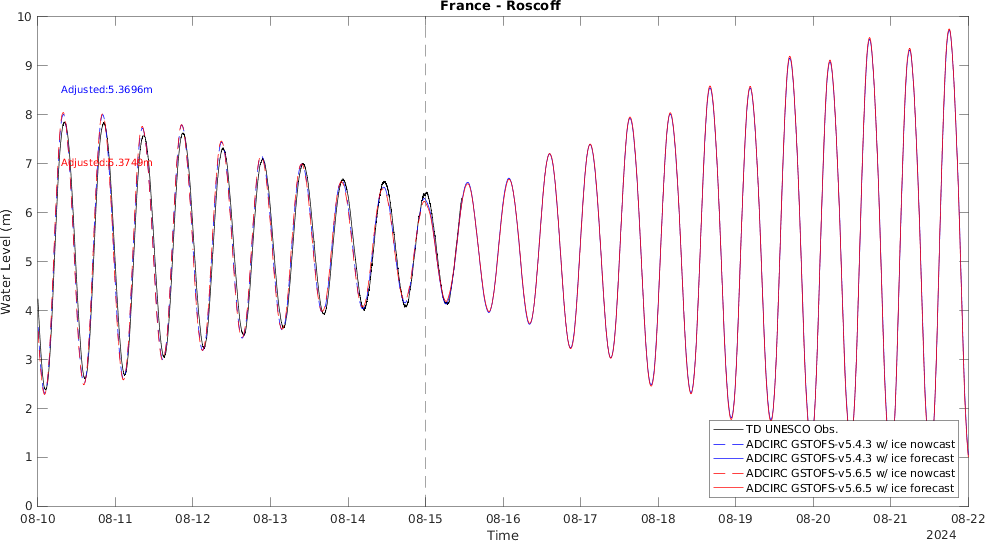 France - Roscoff
10
9
8
7
6
5
4
3
2
1
0
Water Level (m)
Adjusted:5.3696m
Adjusted:5.3749m
TD UNESCO Obs.
ADCIRC GSTOFS-v5.4.3 w/ ice nowcast
ADCIRC GSTOFS-v5.4.3 w/ ice forecast
ADCIRC GSTOFS-v5.6.5 w/ ice nowcast
ADCIRC GSTOFS-v5.6.5 w/ ice forecast
08-10 08-11 08-12 08-13 08-14 08-15 08-16 08-17 08-18 08-19 08-20 08-21 08-22
Time
2024